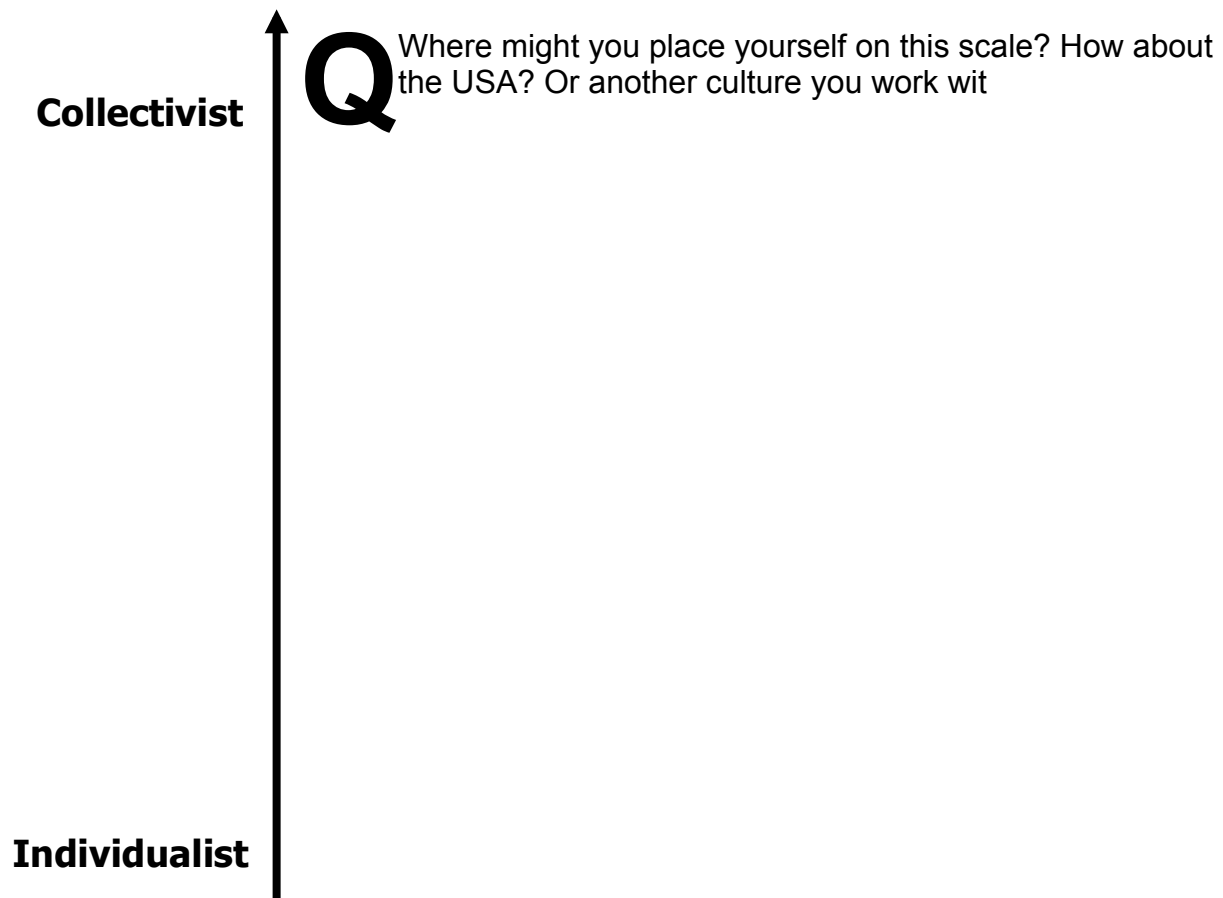 Q Where might you place yourself on this scale? How about
the USA? Or another culture you work wit
Collectivist
Individualist